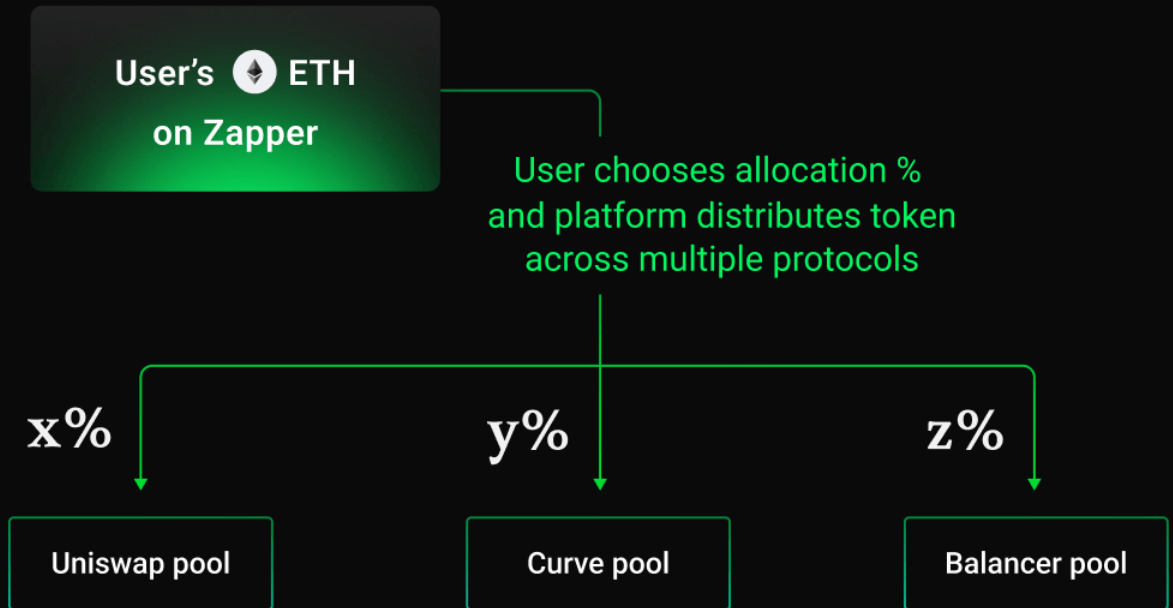 User's ETH
on Zapper
User chooses allocation %
and platform distributes token
across multiple protocols
x%
y%
z%
Uniswap pool
Curve pool
Balancer pool